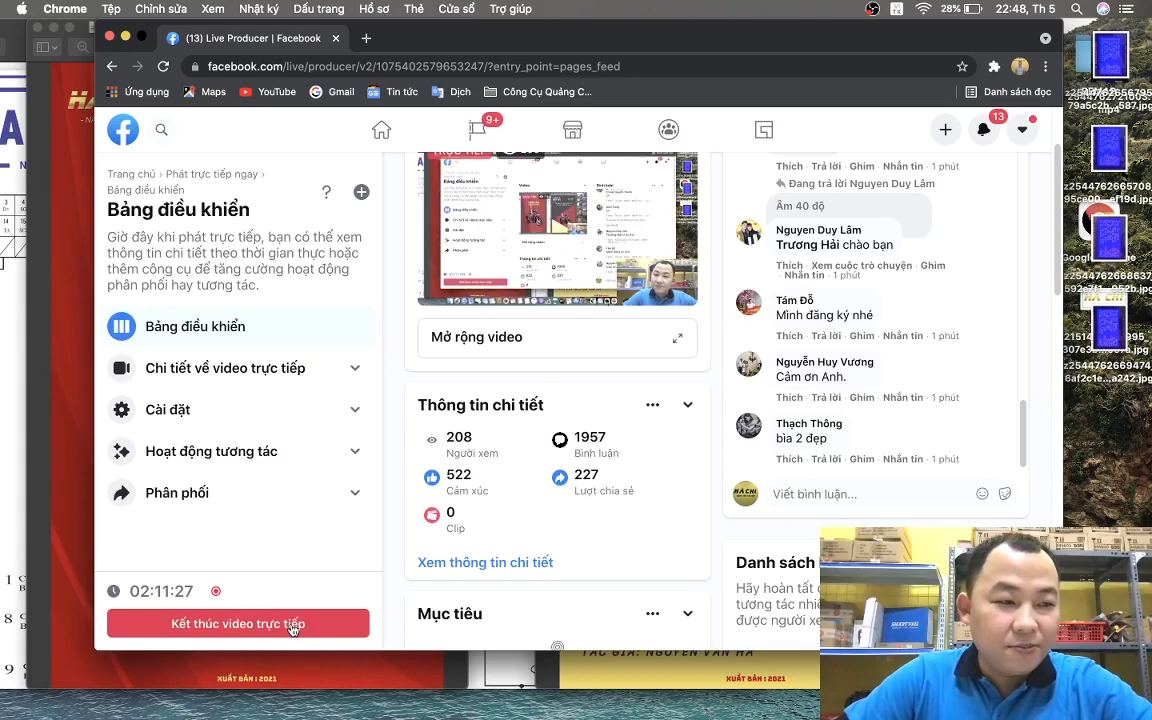 Chrome Tệp Chỉnh sửa Xem Nhật ký Dấu trang Hồ sơ Thẻ Cửa sổ Trợ giúp
28% 22:48, Th 5
(13) Live Producer | Facebook
facebook.com/live/producer/v2/1075402579653247/?entry_point=pages_feed
Ứng dụng Maps YouTube Gmail Tin tức Dịch Công Cụ Quảng C... Danh sách đọc
9+
13
Trang chủ › Phát trực tiếp ngay ›
Bảng điều khiển
Bảng điều khiển
Giờ đây khi phát trực tiếp, bạn có thể xem
thông tin chi tiết theo thời gian thực hoặc
thêm công cụ để tăng cường hoạt động
phân phối hay tương tác.
Bảng điều khiển
Chi tiết về video trực tiếp
Cài đặt
Hoạt động tương tác
Phân phối
02:11:27
Kết thúc video trực tiếp
Mở rộng video
Thông tin chi tiết
208
Người xem
1957
Bình luận
522
Cảm xúc
227
Lượt chia sẻ
0
Clip
Xem thông tin chi tiết
Mục tiêu
Thích · Trả lời · Ghim · Nhắn tin · 1 phút
Đang trả lời Nguyen Duy Lâm
Âm 40 độ
Nguyen Duy Lâm
Trương Hải chào bạn
Thích · Xem cuộc trò chuyện · Ghim
· Nhắn tin · 1 phút
Tám Đỗ
Mình đăng ký nhé
Thích · Trả lời · Ghim · Nhắn tin · 1 phút
Nguyễn Huy Vương
Cảm ơn Anh.
Thích · Trả lời · Ghim · Nhắn tin · 1 phút
Thạch Thông
bìa 2 đẹp
Thích · Trả lời · Ghim · Nhắn tin · 1 phút
HÁ CHI
Viết bình luận...
Danh sách
Hãy hoàn tất
tương tác nhi
được người xe
XUẤT BẢN : 2021
TÁC GIẢ: NGUYỄN VĂN HÁ
XUẤT BẢN : 2021